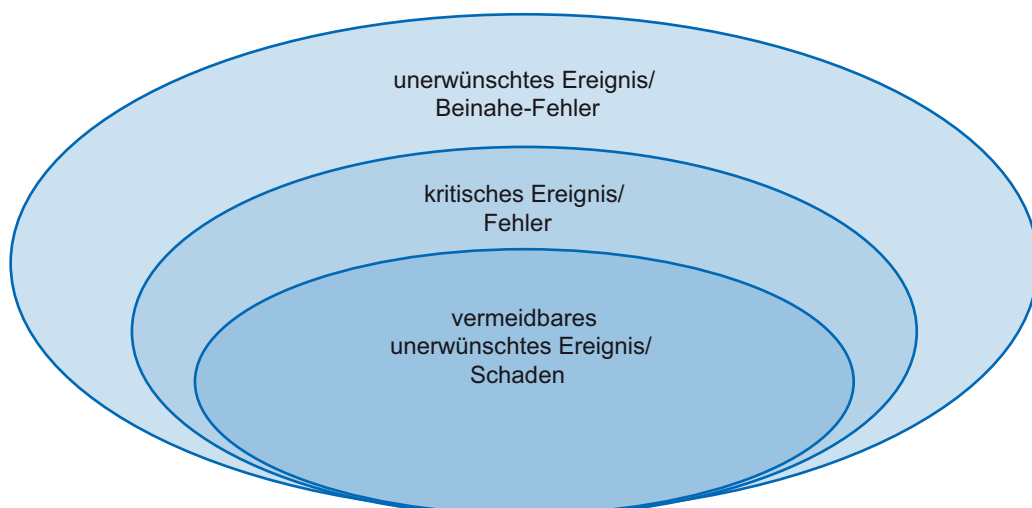 unerwünschtes Ereignis/
Beinahe-Fehler
kritisches Ereignis/
Fehler
vermeidbares
unerwünschtes Ereignis/
Schaden